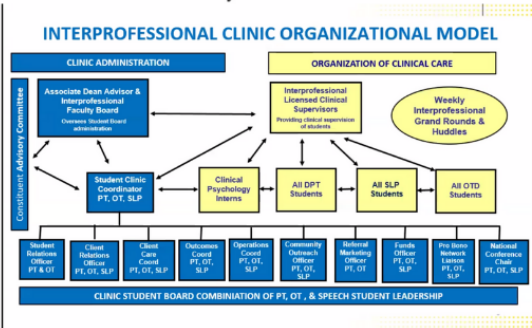 INTERPROFESSIONAL CLINIC ORGANIZATIONAL MODEL
CLINIC ADMINISTRATION
ORGANIZATION OF CLINICAL CARE
Constituent Advisory Committee
Associate Dean Advisor &
Interprofessional
Faculty Board
Oversees Student Board
administration
Interprofessional
Licensed Clinical
Supervisors
Providing clinical supervision
of students
Weekly
Interprofessional
Grand Rounds &
Huddles
Student Clinic
Coordinator
PT, OT, SLP
Clinical
Psychology
Interns
All DPT
Students
All SLP
Students
All OTD
Students
Student
Relations
Officer
PT & OT
Client
Relations
Officer
PT, OT, SLP
Client
Care
Coord
PT, OT, SLP
Outcomes
Coord
PT, OT,
SLP
Operations
Coord
PT, OT,
SLP
Community
Outreach
Officer
PT, OT,
SLP
Referral
Marketing
Officer
PT, OT
Funds
Officer
PT, OT,
SLP
Pro Bono
Network
Liaison
PT, OT,
SLP
National
Conference
Chair
PT, OT, SLP
CLINIC STUDENT BOARD COMBINIATION OF PT, OT , & SPEECH STUDENT LEADERSHIP